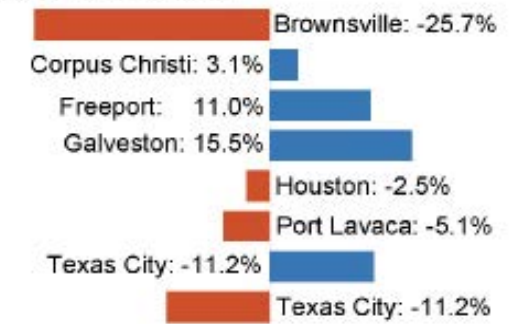 Brownsville: -25.7%
Corpus Christi: 3.1%
Freeport: 11.0%
Galveston: 15.5%
Houston: -2.5%
Port Lavaca: -5.1%
Texas City: -11.2%
Texas City: -11.2%